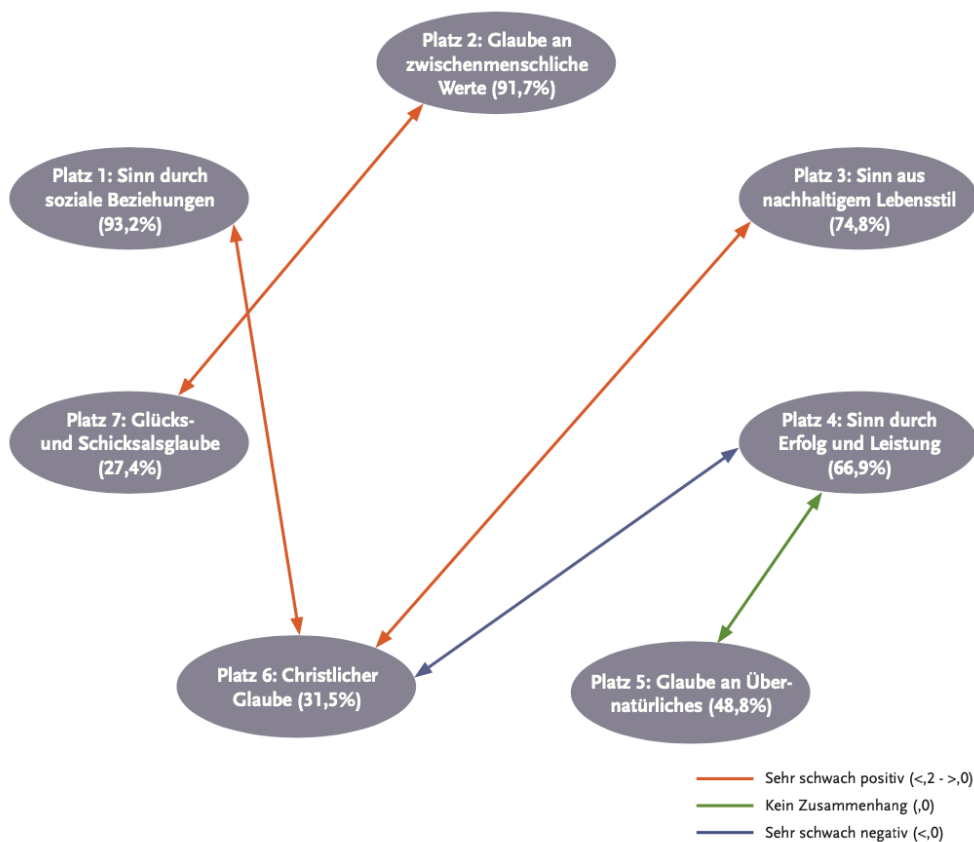 Platz 2: Glaube an
zwischenmenschliche
Werte (91,7%)
Platz 1: Sinn durch
soziale Beziehungen
(93,2%)
Platz 3: Sinn aus
nachhaltigem Lebensstil
(74,8%)
Platz 7: Glücks-
und Schicksalsglaube
(27,4%)
Platz 4: Sinn durch
Erfolg und Leistung
(66,9%)
Platz 6: Christlicher
Glaube (31,5%)
Platz 5: Glaube an Über-
natürliches (48,8%)
Sehr schwach positiv (<,2 - >,0)
Kein Zusammenhang (,0)
Sehr schwach negativ (<,0)